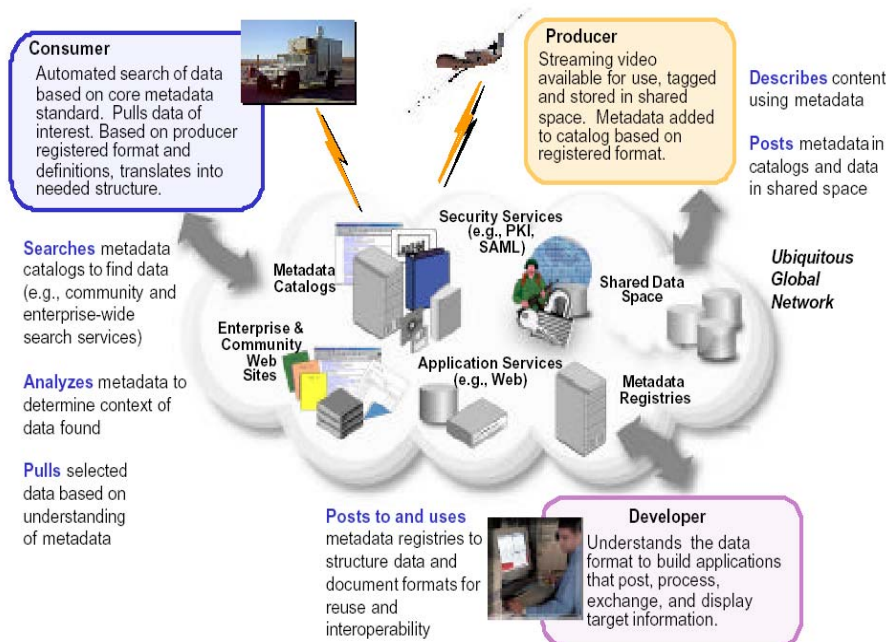 Consumer
Automated search of data
based on core metadata
standard. Pulls data of
interest. Based on producer
registered format and
definitions, translates into
needed structure.
Producer
Streaming video
available for use, tagged
and stored in shared
space. Metadata added
to catalog based on
registered format.
Describes content
using metadata
Posts metadata in
catalogs and data
in shared space
Searches metadata
catalogs to find data
(e.g., community and
enterprise-wide
search services)
Analyzes metadata to
determine context of
data found
Pulls selected
data based on
understanding
of metadata
Security Services
(e.g., PKI,
SAML)
Metadata
Catalogs
Shared Data
Space
Ubiquitous
Global
Network
Enterprise &
Community
Web
Sites
Application Services
(e.g., Web)
Metadata
Registries
Posts to and uses
metadata registries to
structure data and
document formats for
reuse and
interoperability
Developer
Understands the data
format to build applications
that post, process,
exchange, and display
target information.